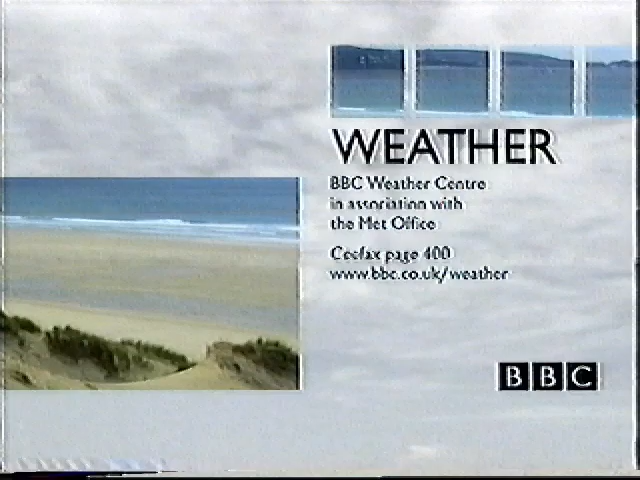 WEATHER
BBC Weather Centre
in association with
the Met Office
Ceefax page 400
www.bbc.co.uk/weather
BBC